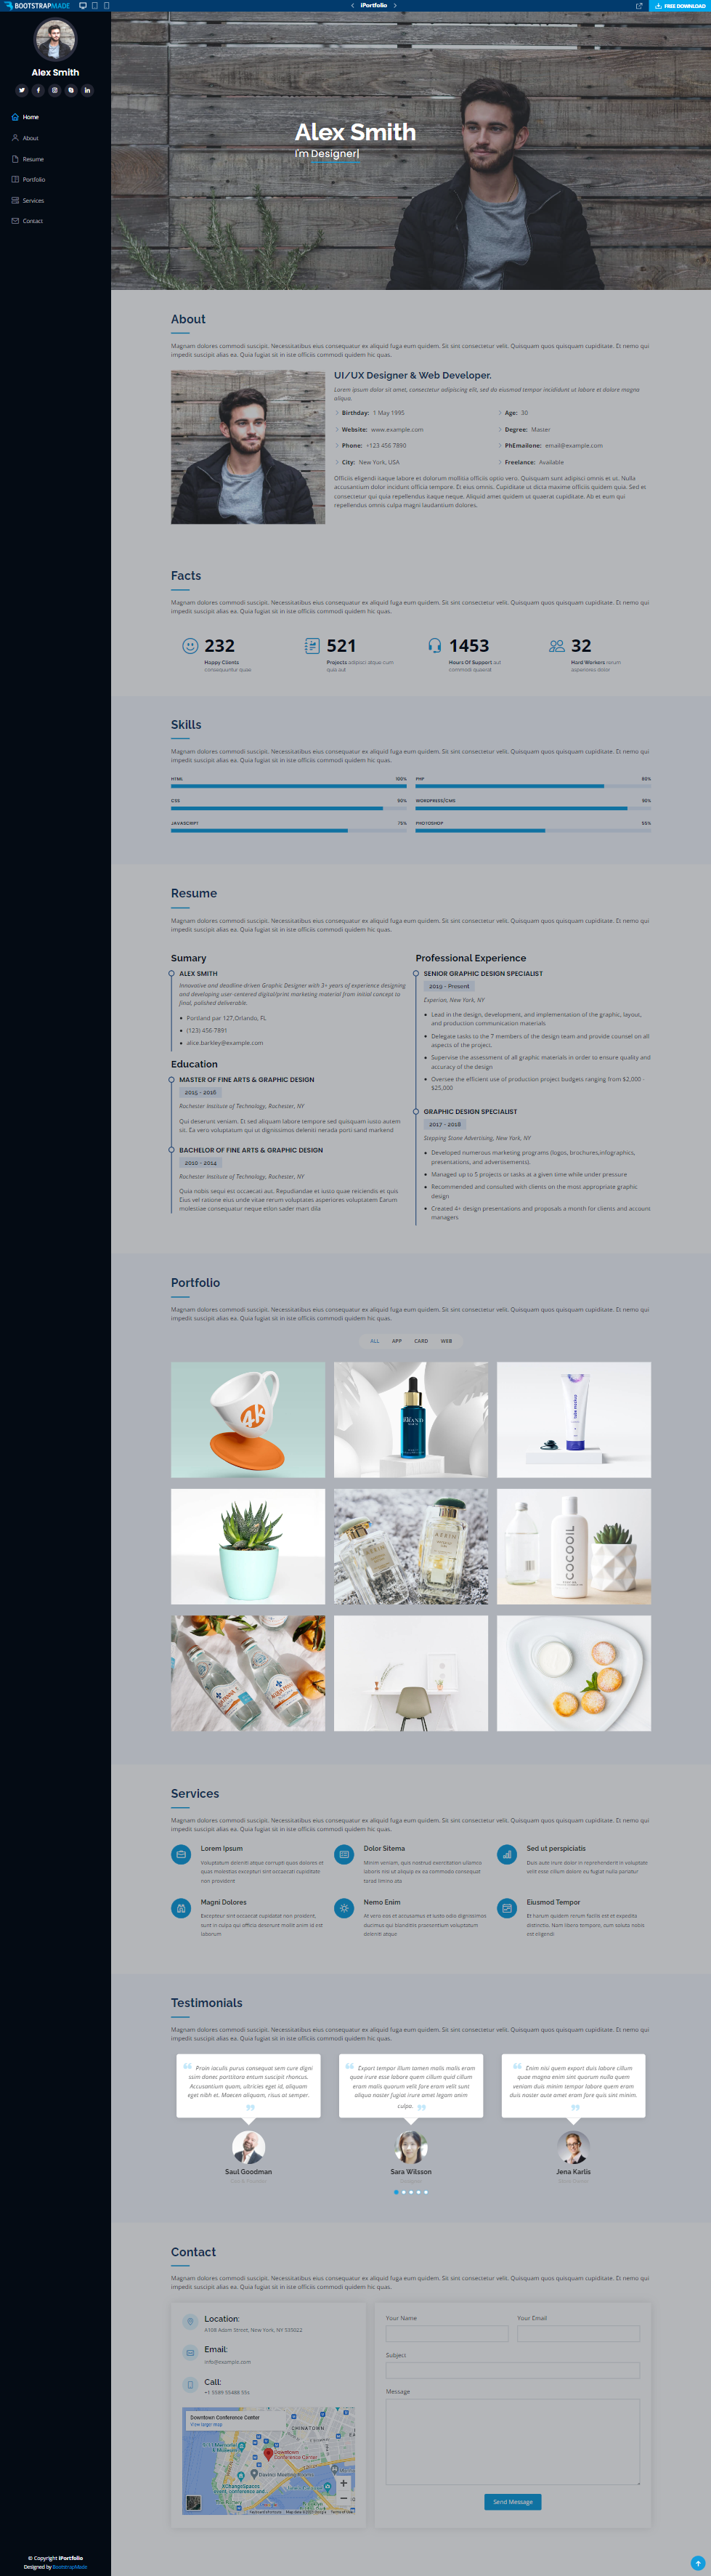 BOOTSTRAPMADE
iPortfolio
FREE DOWNLOAD
Alex Smith
Home
About
Resume
Portfolio
Services
Contact
Alex Smith
I'm Designer|
About
Magnam dolores commodi suscipit. Necessitatibus eius consequatur ex aliquid fuga eum quidem. Sit sint consectetur velit. Quisquam quos quisquam cupiditate. Et nemo qui
impedit suscipit alias ea. Quia fugiat sit in iste officiis commodi quidem hic quas.
UI/UX Designer & Web Developer.
Lorem ipsum dolor sit amet, consectetur adipiscing elit, sed do eiusmod tempor incididunt ut labore et dolore magna
aliqua.
Birthday: 1 May 1995
Age: 30
Website: www.example.com
Degree: Master
Phone: +123 456 7890
PhEmailone: email@example.com
City: New York, USA
Freelance: Available
Officiis eligendi itaque labore et dolorum mollitia officiis optio vero. Quisquam sunt adipisci omnis et ut. Nulla
accusantium dolor incidunt officia tempore. Et eius omnis. Cupiditate ut dicta maxime officiis quidem quia. Sed et
consectetur qui quia repellendus itaque neque. Aliquid amet quidem ut quaerat cupiditate. Ab et eum qui
repellendus omnis culpa magni laudantium dolores.
Facts
Magnam dolores commodi suscipit. Necessitatibus eius consequatur ex aliquid fuga eum quidem. Sit sint consectetur velit. Quisquam quos quisquam cupiditate. Et nemo qui
impedit suscipit alias ea. Quia fugiat sit in iste officiis commodi quidem hic quas.
232
Happy Clients
consequuntur quae
521
Projects adipisci atque cum
quia aut
1453
Hours Of Support aut
commodi quaerat
32
Hard Workers rerum
asperiores dolor
Skills
Magnam dolores commodi suscipit. Necessitatibus eius consequatur ex aliquid fuga eum quidem. Sit sint consectetur velit. Quisquam quos quisquam cupiditate. Et nemo qui
impedit suscipit alias ea. Quia fugiat sit in iste officiis commodi quidem hic quas.
HTML 100%
PHP 80%
CSS 90%
WORDPRESS/CMS 90%
JAVASCRIPT 75%
PHOTOSHOP 55%
Resume
Magnam dolores commodi suscipit. Necessitatibus eius consequatur ex aliquid fuga eum quidem. Sit sint consectetur velit. Quisquam quos quisquam cupiditate. Et nemo qui
impedit suscipit alias ea. Quia fugiat sit in iste officiis commodi quidem hic quas.
Sumary
ALEX SMITH
Innovative and deadline driven Graphic Designer with 3+ years of experience designing
and developing user-centered digital/print marketing material from initial concept to
final, polished deliverable.
Portland par 127,Orlando, FL
(123) 456-7891
alice.barkley@example.com
Education
MASTER OF FINE ARTS & GRAPHIC DESIGN
2015 - 2016
Rochester Institute of Technology, Rochester, NY
Qui deserunt veniam. Et sed aliquam labore tempore sed quisquam iusto autem
sit. Ea vero voluptatum qui ut dignissimos deleniti nerada porti sand markend
BACHELOR OF FINE ARTS & GRAPHIC DESIGN
2010 - 2014
Rochester Institute of Technology, Rochester, NY
Quia nobis sequi est occaecati aut. Repudiandae et iusto quae reiciendis et quis
Eius vel ratione eius unde vitae rerum voluptates asperiores voluptatem Earum
molestiae consequatur neque etlon sader mart dila
Professional Experience
SENIOR GRAPHIC DESIGN SPECIALIST
2019 - Present
Experion, New York, NY
Lead in the design, development, and implementation of the graphic, layout,
and production communication materials
Delegate tasks to the 7 members of the design team and provide counsel on all
aspects of the project.
Supervise the assessment of all graphic materials in order to ensure quality and
accuracy of the design
Oversee the efficient use of production project budgets ranging from $2,000 -
$25,000
GRAPHIC DESIGN SPECIALIST
2017 - 2018
Stepping Stone Advertising, New York, NY
Developed numerous marketing programs (logos, brochures,infographics,
presentations, and advertisements).
Managed up to 5 projects or tasks at a given time while under pressure
Recommended and consulted with clients on the most appropriate graphic
design
Created 4+ design presentations and proposals a month for clients and account
managers
Portfolio
Magnam dolores commodi suscipit. Necessitatibus eius consequatur ex aliquid fuga eum quidem. Sit sint consectetur velit. Quisquam quos quisquam cupiditate. Et nemo qui
impedit suscipit alias ea. Quia fugiat sit in iste officiis commodi quidem hic quas.
ALL APP CARD WEB
BRAND
AERIN
AERIN
COCOOIL
ACQUA PANNA
Services
Magnam dolores commodi suscipit. Necessitatibus eius consequatur ex aliquid fuga eum quidem. Sit sint consectetur velit. Quisquam quos quisquam cupiditate. Et nemo qui
impedit suscipit alias ea. Quia fugiat sit in iste officiis commodi quidem hic quas.
Lorem Ipsum
Voluptatum deleniti atque corrupti quos dolores et
quas molestias excepturi sint occaecati cupiditate
non provident
Dolor Sitema
Minim veniam, quis nostrud exercitation ullamco
laboris nisi ut aliquip ex ea commodo consequat
tarad limino ata
Sed ut perspiciatis
Duis aute irure dolor in reprehenderit in voluptate
velit esse cillum dolore eu fugiat nulla pariatur
Magni Dolores
Excepteur sint occaecat cupidatat non proident,
sunt in culpa qui officia deserunt mollit anim id est
laborum
Nemo Enim
At vero eos et accusamus et iusto odio dignissimos
ducimus qui blanditiis praesentium voluptatum
deleniti atque
Eiusmod Tempor
Et harum quidem rerum facilis est et expedita
distinctio. Nam libero tempore, cum soluta nobis
est eligendi
Testimonials
Magnam dolores commodi suscipit. Necessitatibus eius consequatur ex aliquid fuga eum quidem. Sit sint consectetur velit. Quisquam quos quisquam cupiditate. Et nemo qui
impedit suscipit alias ea. Quia fugiat sit in iste officiis commodi quidem hic quas.
Proin iaculis purus consequat sem cure digni
ssim donec porttitora entum suscipit rhoncus.
Accusantium quam, ultricies eget id, aliquam
eget nibh et. Maecen aliquam, risus at semper.
Saul Goodman
Export tempor illum tamen malis malis eram
quae irure esse labore quem cillum quid cillum
eram malis quorum velit fore eram velit sunt
aliqua noster fugiat irure amet legam anim
culpa.
Sara Wilsson
Enim nisi quem export duis labore cillum
quae magna enim sint quorum nulla quem
veniam duis minim tempor labore quem eram
duis noster aute amet eram fore quis sint minim.
Jena Karlis
Contact
Magnam dolores commodi suscipit. Necessitatibus eius consequatur ex aliquid fuga eum quidem. Sit sint consectetur velit. Quisquam quos quisquam cupiditate. Et nemo qui
impedit suscipit alias ea. Quia fugiat sit in iste officiis commodi quidem hic quas.
Location:
A108 Adam Street, New York, NY 535022
Email:
info@example.com
Call:
+1 5589 55488 55s
Downtown Conference Center
View larger map
CHINATOWN
Downtown
Conference Center
Your Name
Your Email
Subject
Message
Send Message
© Copyright iPortfolio
Designed by BootstrapMade